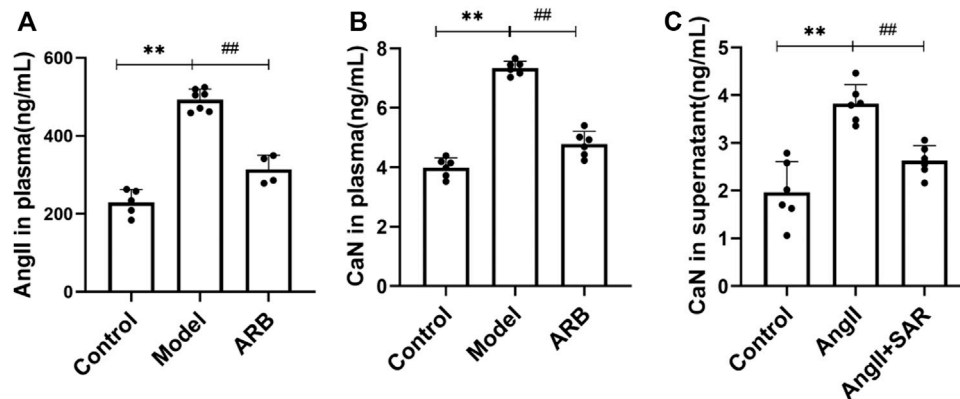 A
AngII in plasma(ng/mL)
600
400
200
0
**
##
Control
Model
ARB
B
CaN in plasma(ng/mL)
8
6
4
2
0
**
##
Control
Model
ARB
C
CaN in supernatant(ng/mL)
5
4
3
2
1
0
**
##
Control
AngII
AngII+SAR